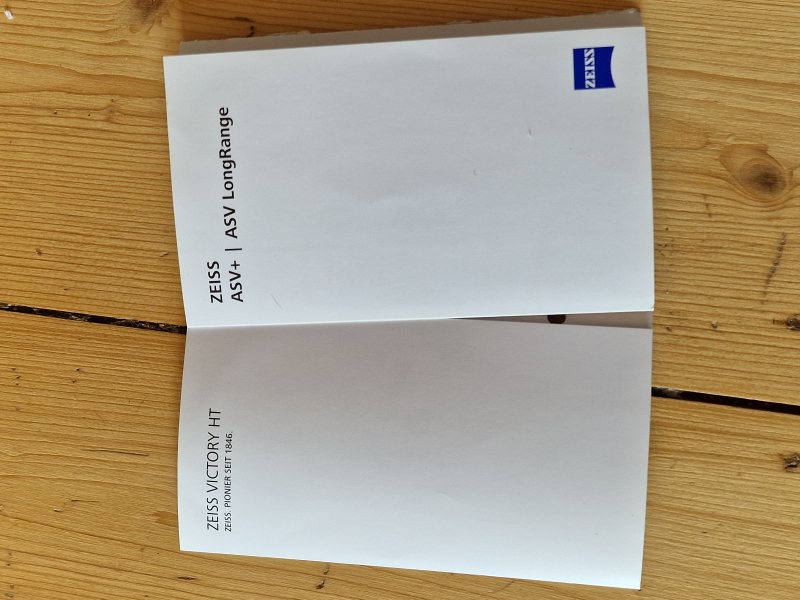 ZEISS VICTORY HT
ZEISS. PIONIER SEIT 1846.
ZEISS
ASV+ | ASV LongRange
ZEISS